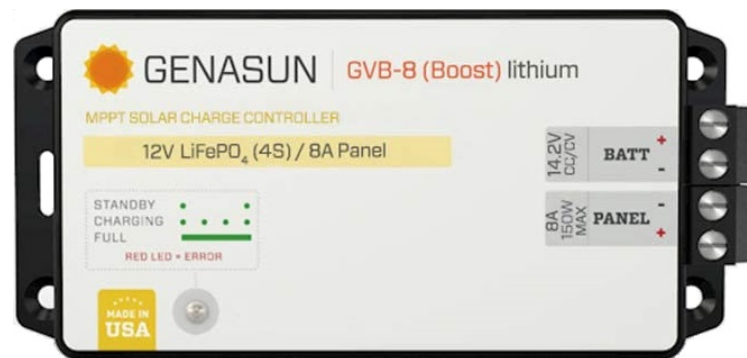 GENASUN GVB-8 (Boost) lithium
MPPT SOLAR CHARGE CONTROLLER
12V LiFePO₄ (4S) / 8A Panel
14.2V
CC/CV
BATT + -
8A
150W
MAX
PANEL - +
STANDBY
CHARGING
FULL
RED LED = ERROR
MADE IN
USA